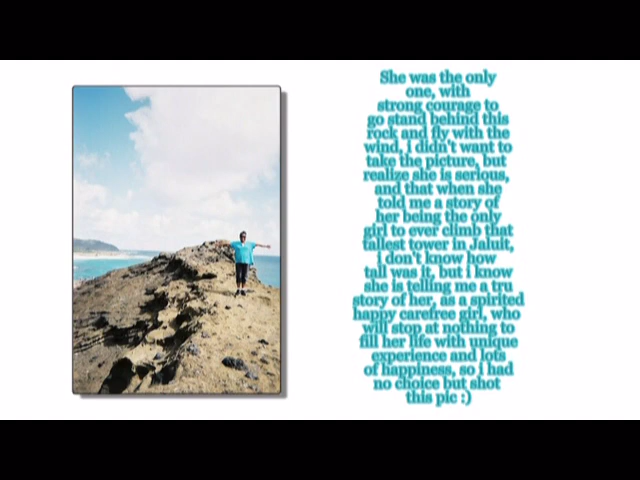 She was the only
one, with
strong courage to
go stand behind this
rock and fly with the
wind, i didn't want to
take the picture, but
realize she is serious,
and that when she
told me a story of
her being the only
girl to ever climb that
tallest tower in Jaluit,
i don't know how
tall was it, but i know
she is telling me a tru
story of her, as a spirited
happy carefree girl, who
will stop at nothing to
fill her life with unique
experience and lots
of happiness, so i had
no choice but shot
this pic :)